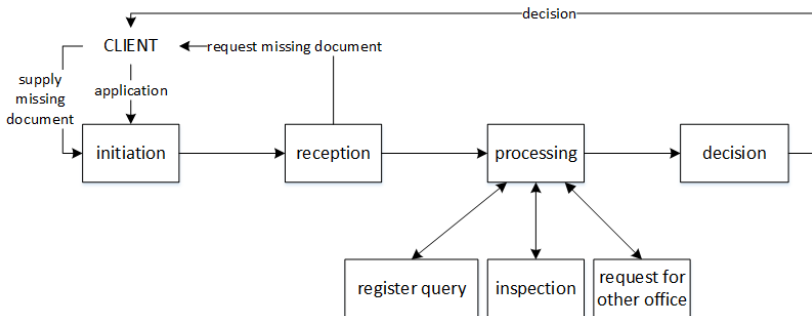 decision
CLIENT
request missing document
supply
missing
document
application
initiation
reception
processing
decision
register query
inspection
request for
other office